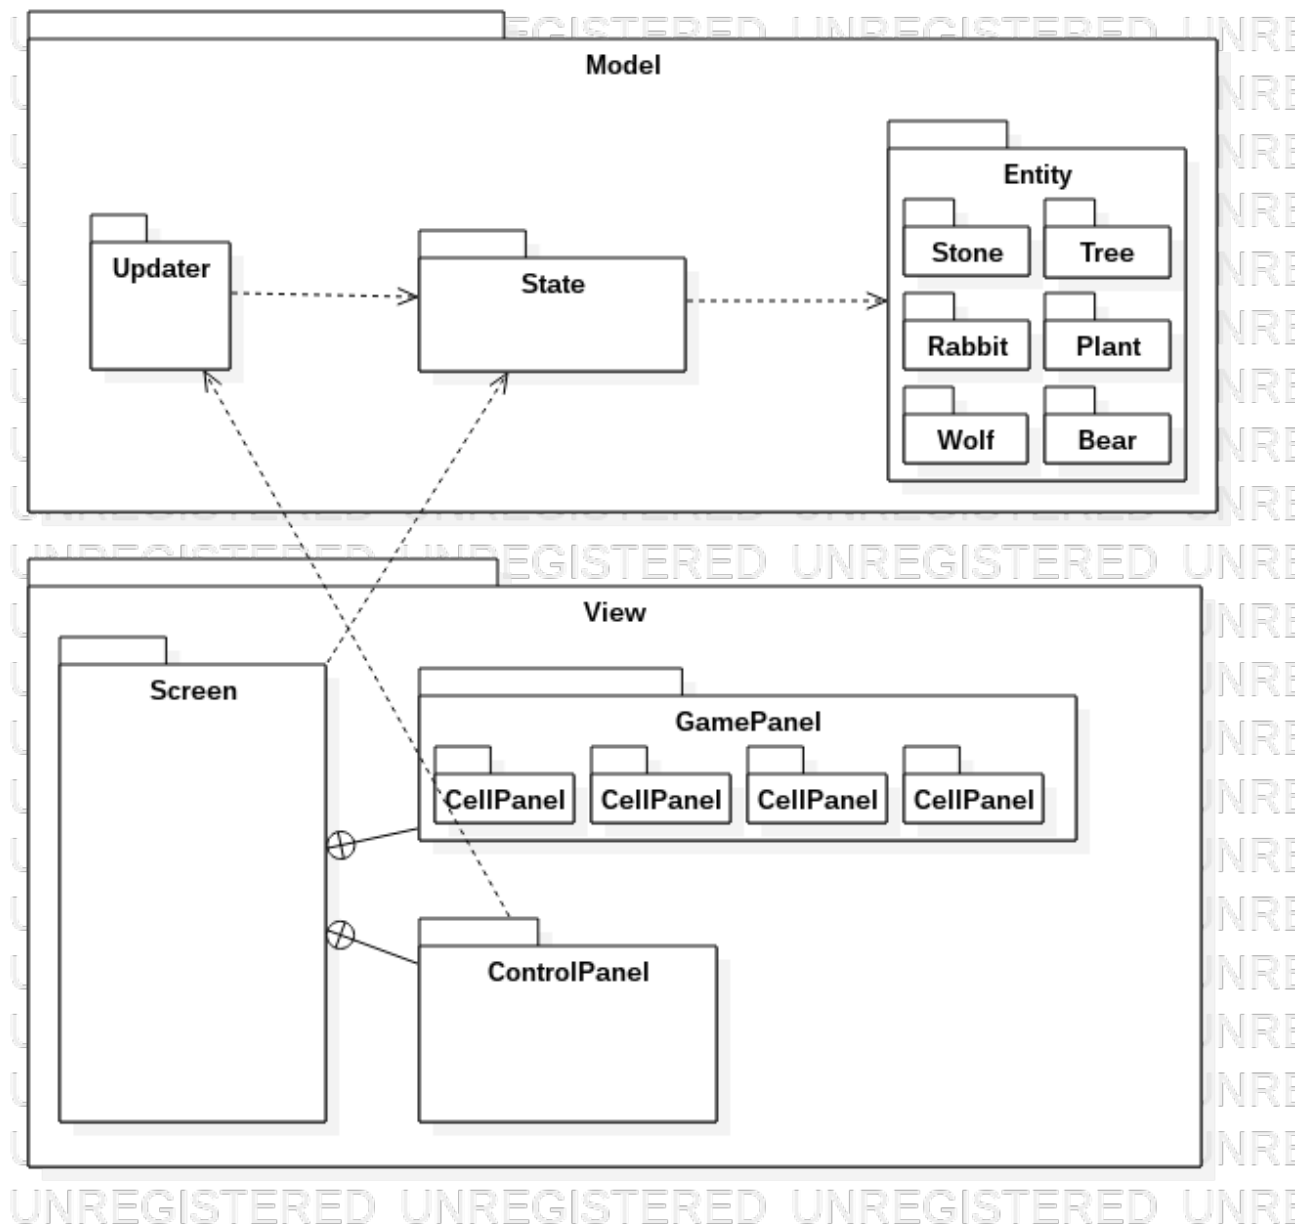 Model
Entity
Updater
State
Stone
Tree
Rabbit
Plant
Wolf
Bear
UNREGISTERED UNREGISTERED UNREGISTERED
View
Screen
GamePanel
CellPanel CellPanel CellPanel CellPanel
ControlPanel
UNREGISTERED UNREGISTERED UNREGISTERED